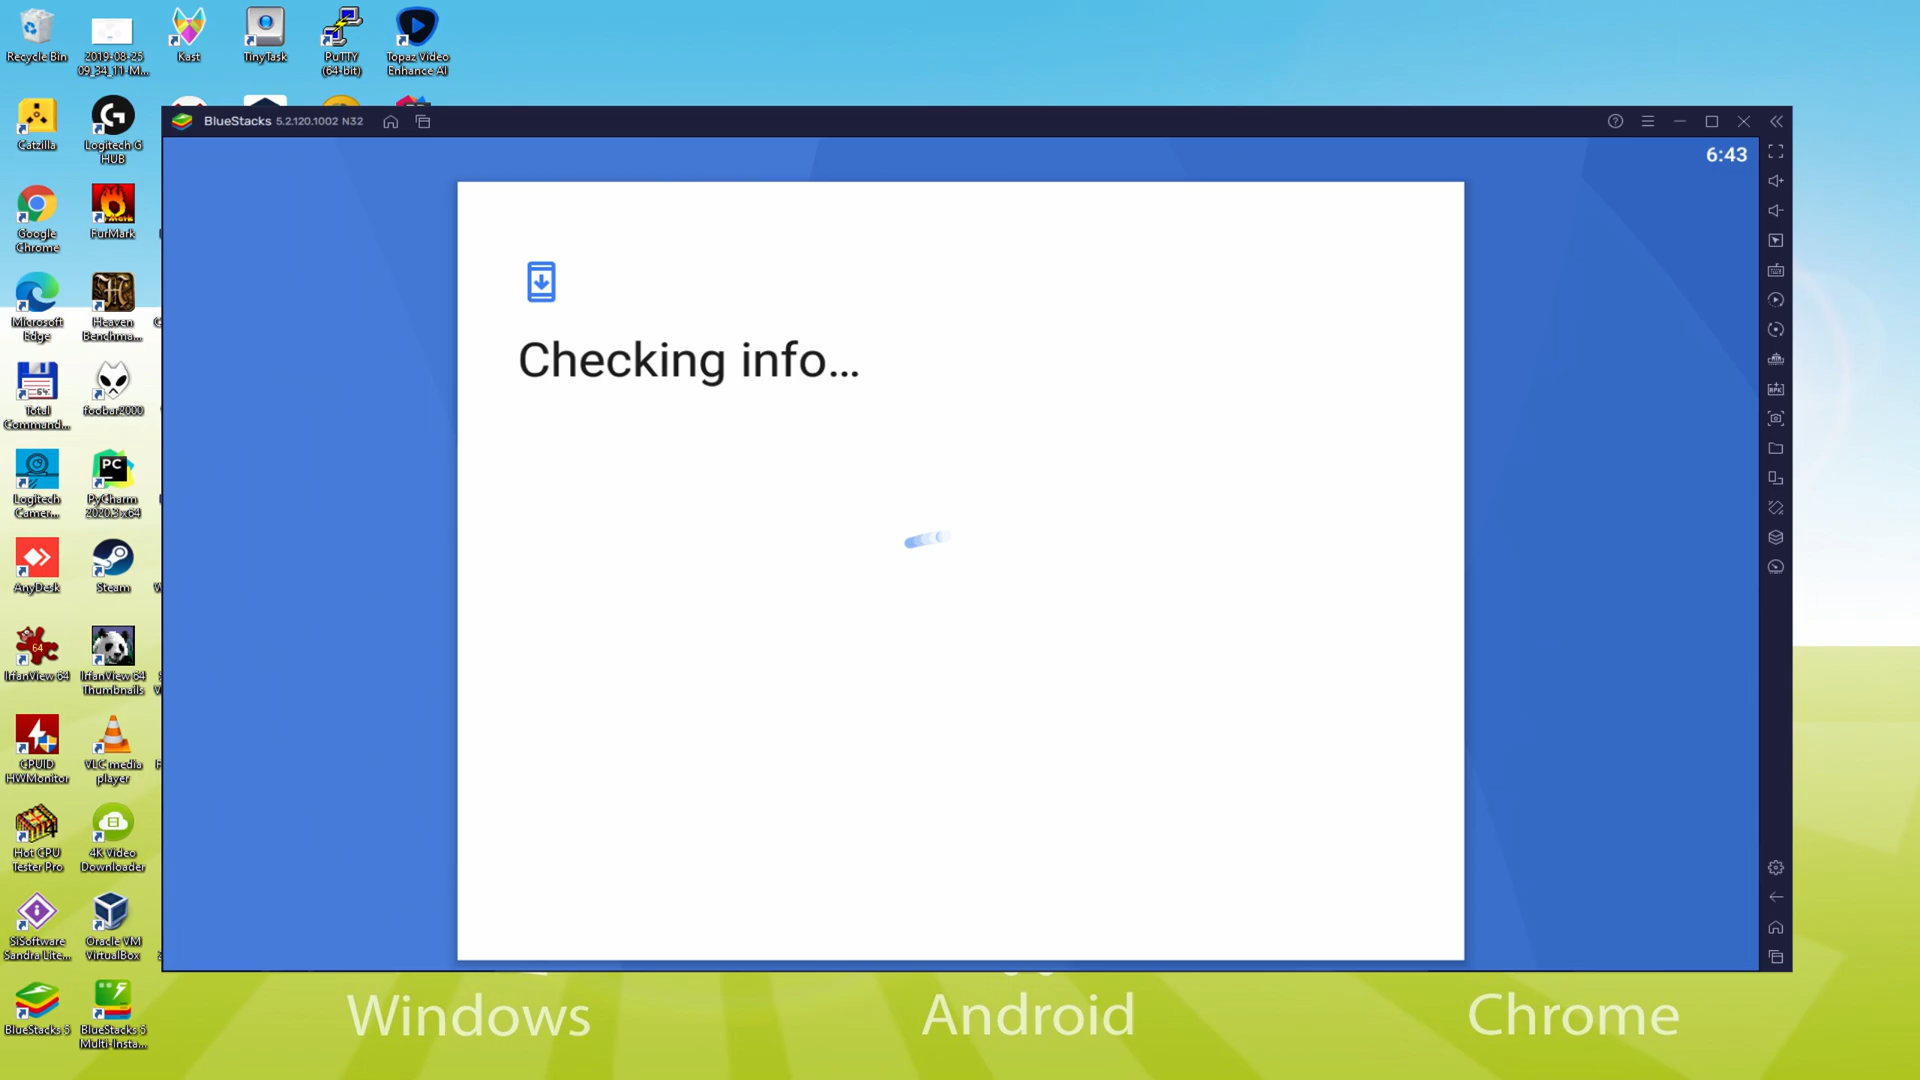 Recycle Bin
2019-08-25
09_34_11-M...
Kast
TinyTask
PuTTY
(64-bit)
Topaz Video
Enhance AI
Catzilla
Logitech G
HUB
BlueStacks 5.2.120.1002 N32
6:43
Google
Chrome
FurMark
Checking info...
Microsoft
Edge
Heaven
Benchma...
64
Total
Command...
foobar2000
PC
Logitech
Camer...
PyCharm
2020.3 x64
AnyDesk
Steam
64
IrfanView 64
IrfanView 64
Thumbnails
CPUID
HWMonitor
VLC media
player
Hot CPU
Tester Pro
4K Video
Downloader
SiSoftware
Sandra Lite...
Oracle VM
VirtualBox
BlueStacks 5
BlueStacks 5
Multi-Insta...
Windows
Android
Chrome